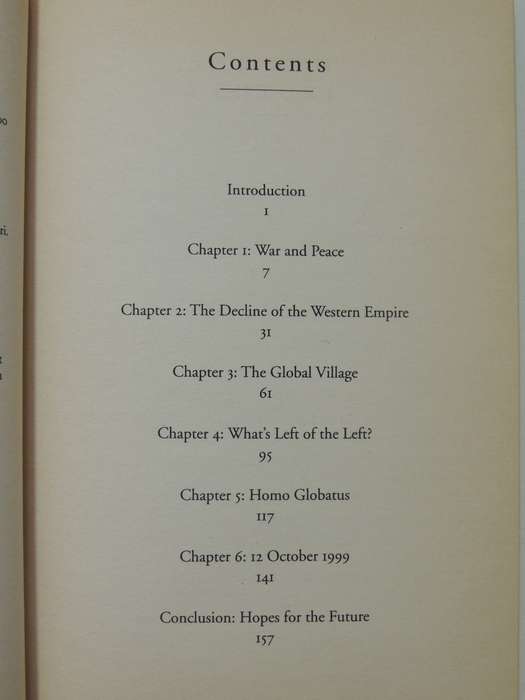 Contents
Introduction
1
Chapter 1: War and Peace
7
Chapter 2: The Decline of the Western Empire
31
Chapter 3: The Global Village
61
Chapter 4: What's Left of the Left?
95
Chapter 5: Homo Globatus
117
Chapter 6: 12 October 1999
141
Conclusion: Hopes for the Future
157